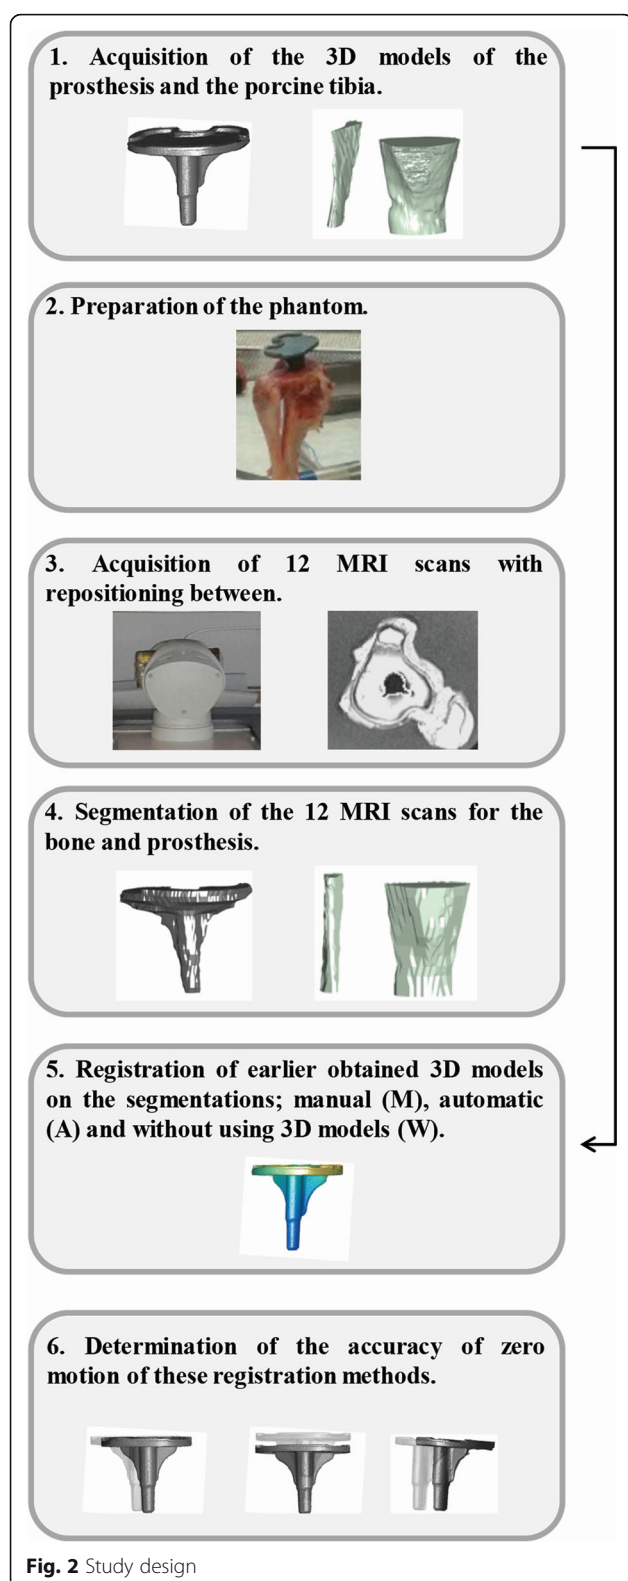 1. Acquisition of the 3D models of the
prosthesis and the porcine tibia.
2. Preparation of the phantom.
3. Acquisition of 12 MRI scans with
repositioning between.
4. Segmentation of the 12 MRI scans for the
bone and prosthesis.
5. Registration of earlier obtained 3D models
on the segmentations; manual (M), automatic
(A) and without using 3D models (W).
6. Determination of the accuracy of zero
motion of these registration methods.
Fig. 2 Study design